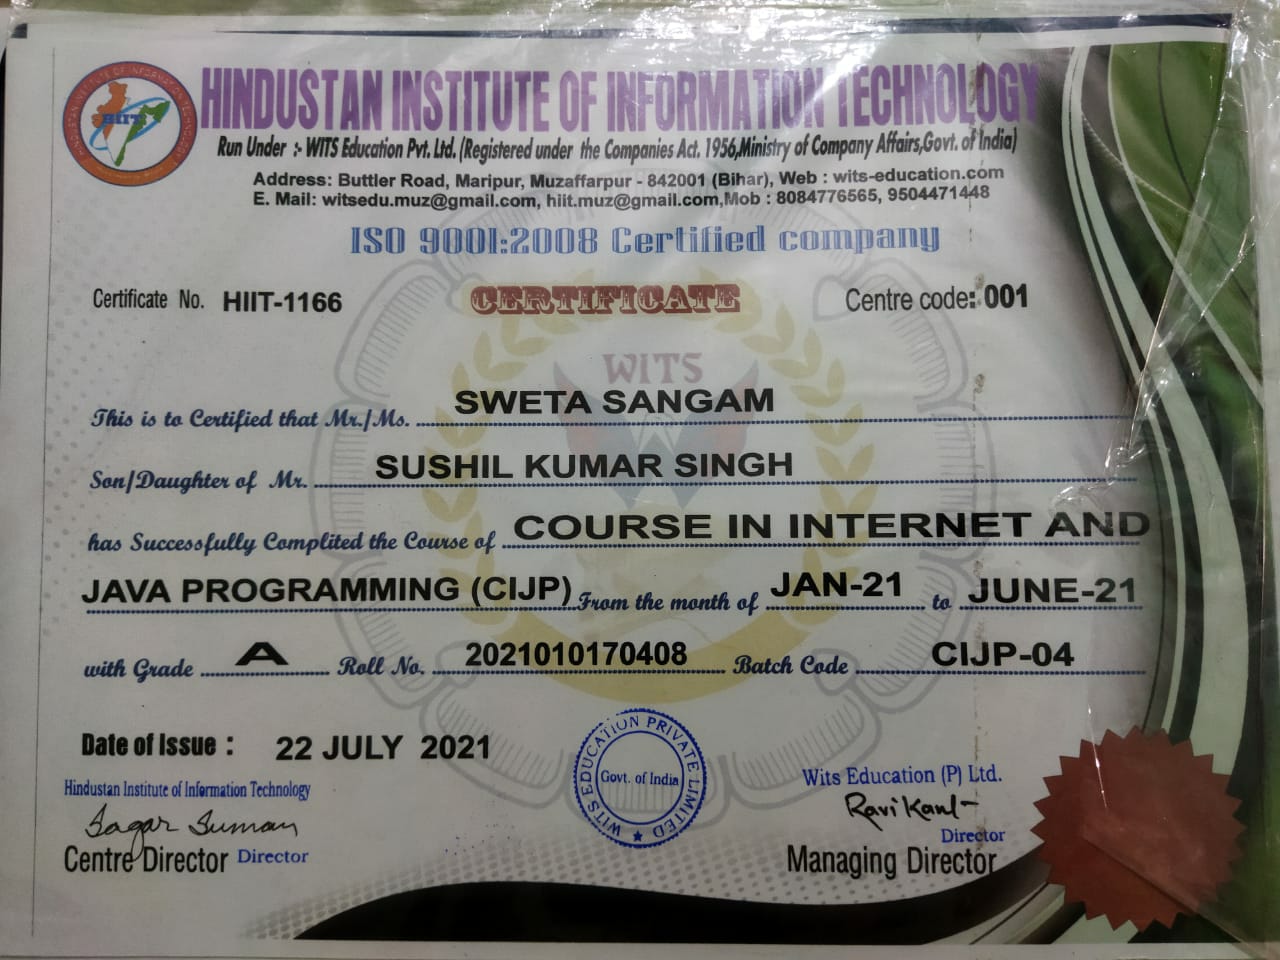 HINDUSTAN INSTITUTE OF INFORMATION TECHNOLOGY
HIIT
HINDUSTAN INSTITUTE OF INFORMATION TECHNOLOGY
Run Under :- WITS Education Pvt. Ltd. (Registered under the Companies Act. 1956,Ministry of Company Affairs,Govt. of India)
Address: Buttler Road, Maripur, Muzaffarpur - 842001 (Bihar), Web : wits-education.com
E. Mail: witsedu.muz@gmail.com, hiit.muz@gmail.com,Mob : 8084776565, 9504471448
ISO 9001:2008 Certified company
Certificate No. HIIT-1166 CERTIFICATE Centre code: 001
WITS
This is to Certified that Mr./Ms. SWETA SANGAM
Son/Daughter of Mr. SUSHIL KUMAR SINGH
has Successfully Complited the Course of COURSE IN INTERNET AND
JAVA PROGRAMMING (CIJP) From the month of JAN-21 to JUNE-21
with Grade A Roll No. 2021010170408 Batch Code CIJP-04
Date of Issue : 22 JULY 2021
WITS EDUCATION PRIVATE LIMITED
Govt. of India
Hindustan Institute of Information Technology
Sagar Suman
Centre Director Director
Wits Education (P) Ltd.
Ravi Kant
Director
Managing Director